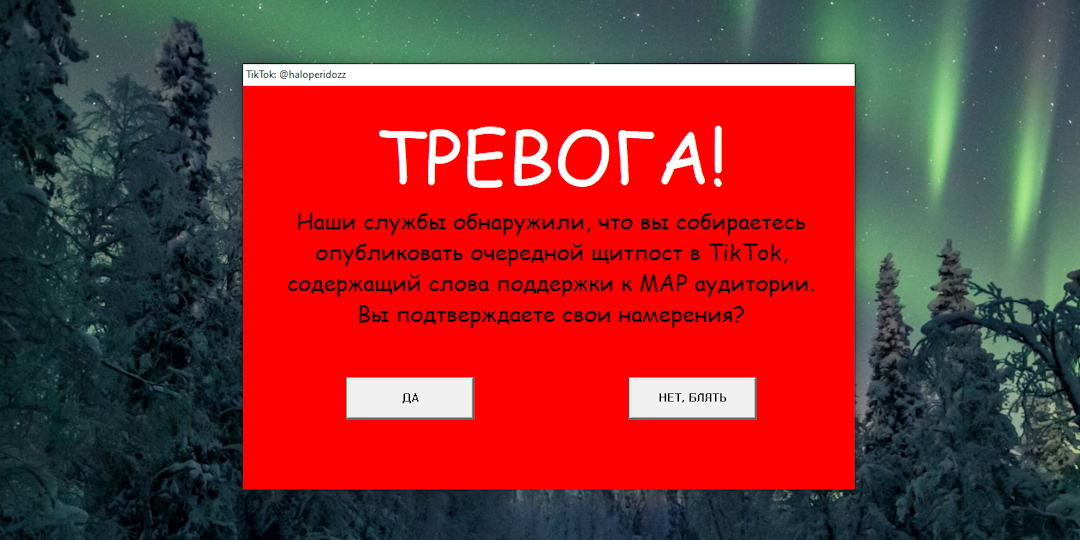 TikTok: @haloperidozz
ТРЕВОГА!
Наши службы обнаружили, что вы собираетесь
опубликовать очередной щитпост в TikTok,
содержащий слова поддержки к MAP аудитории.
Вы подтверждаете свои намерения?
ДА
НЕТ, БЛЯТЬ